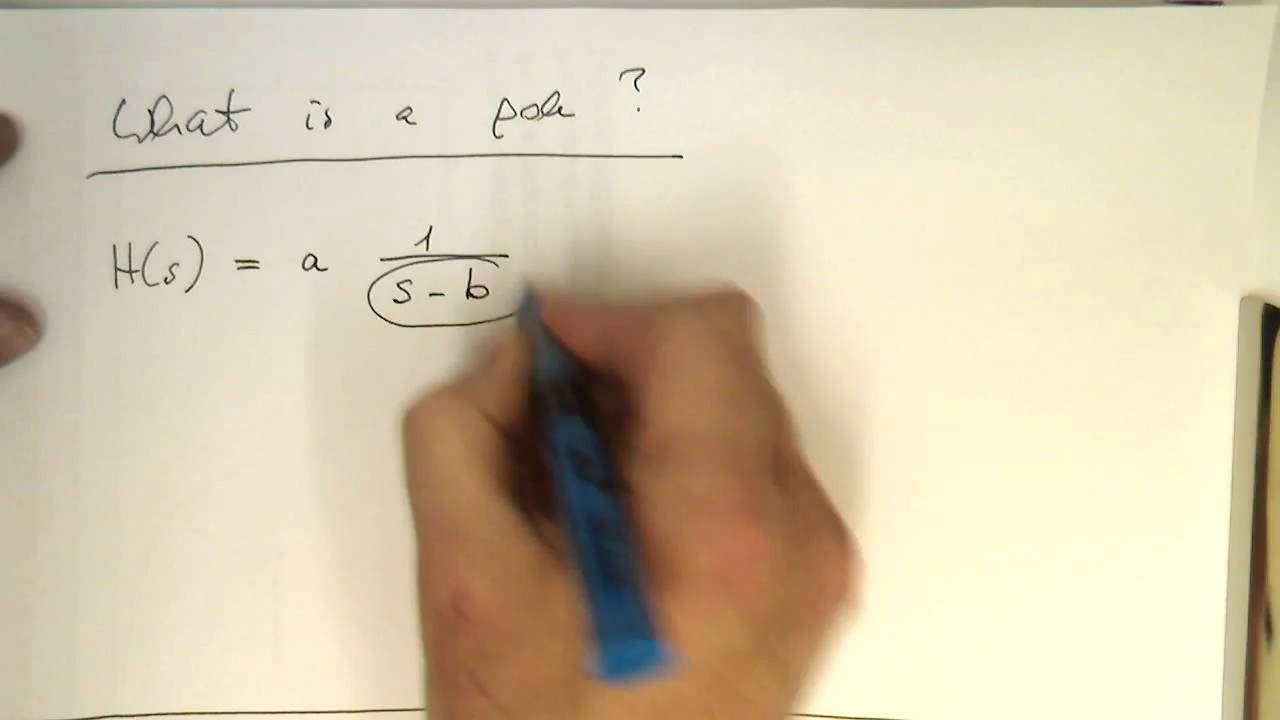 What is a pole ?
H(s) = a 1 / (s - b)